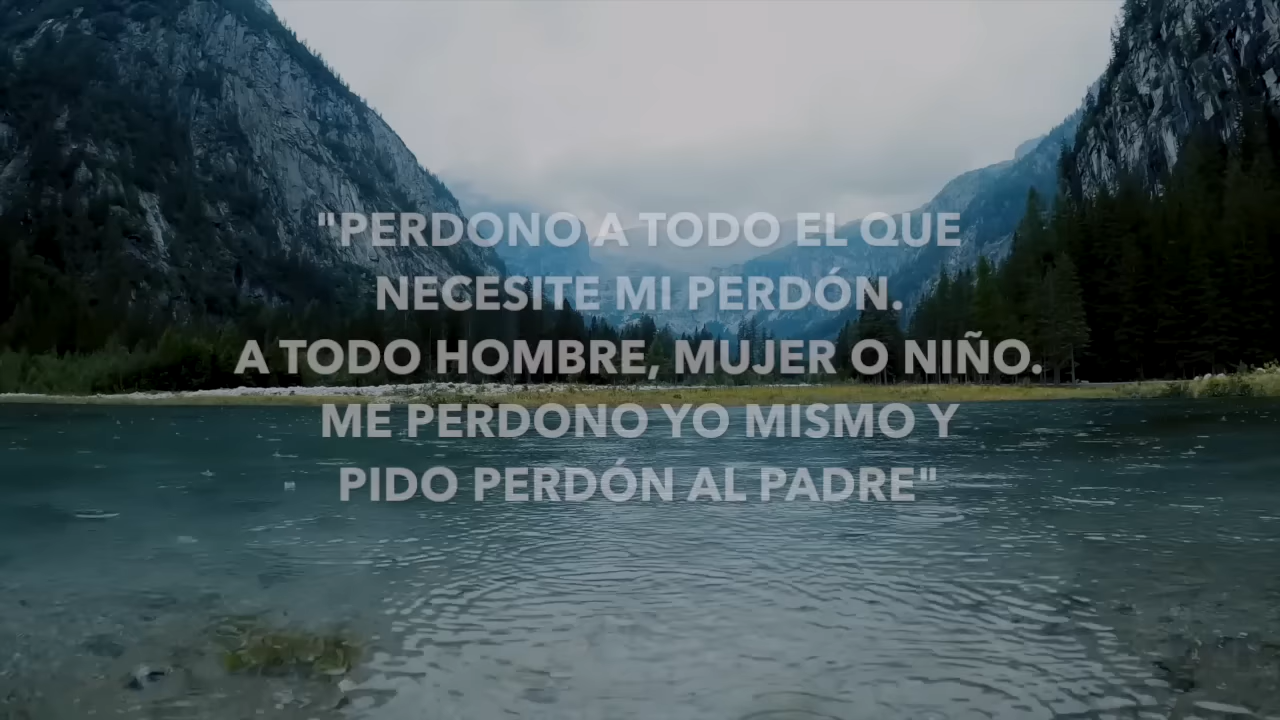 "PERDONO A TODO EL QUE
NECESITE MI PERDÓN.
A TODO HOMBRE, MUJER O NIÑO.
ME PERDONO YO MISMO Y
PIDO PERDÓN AL PADRE"